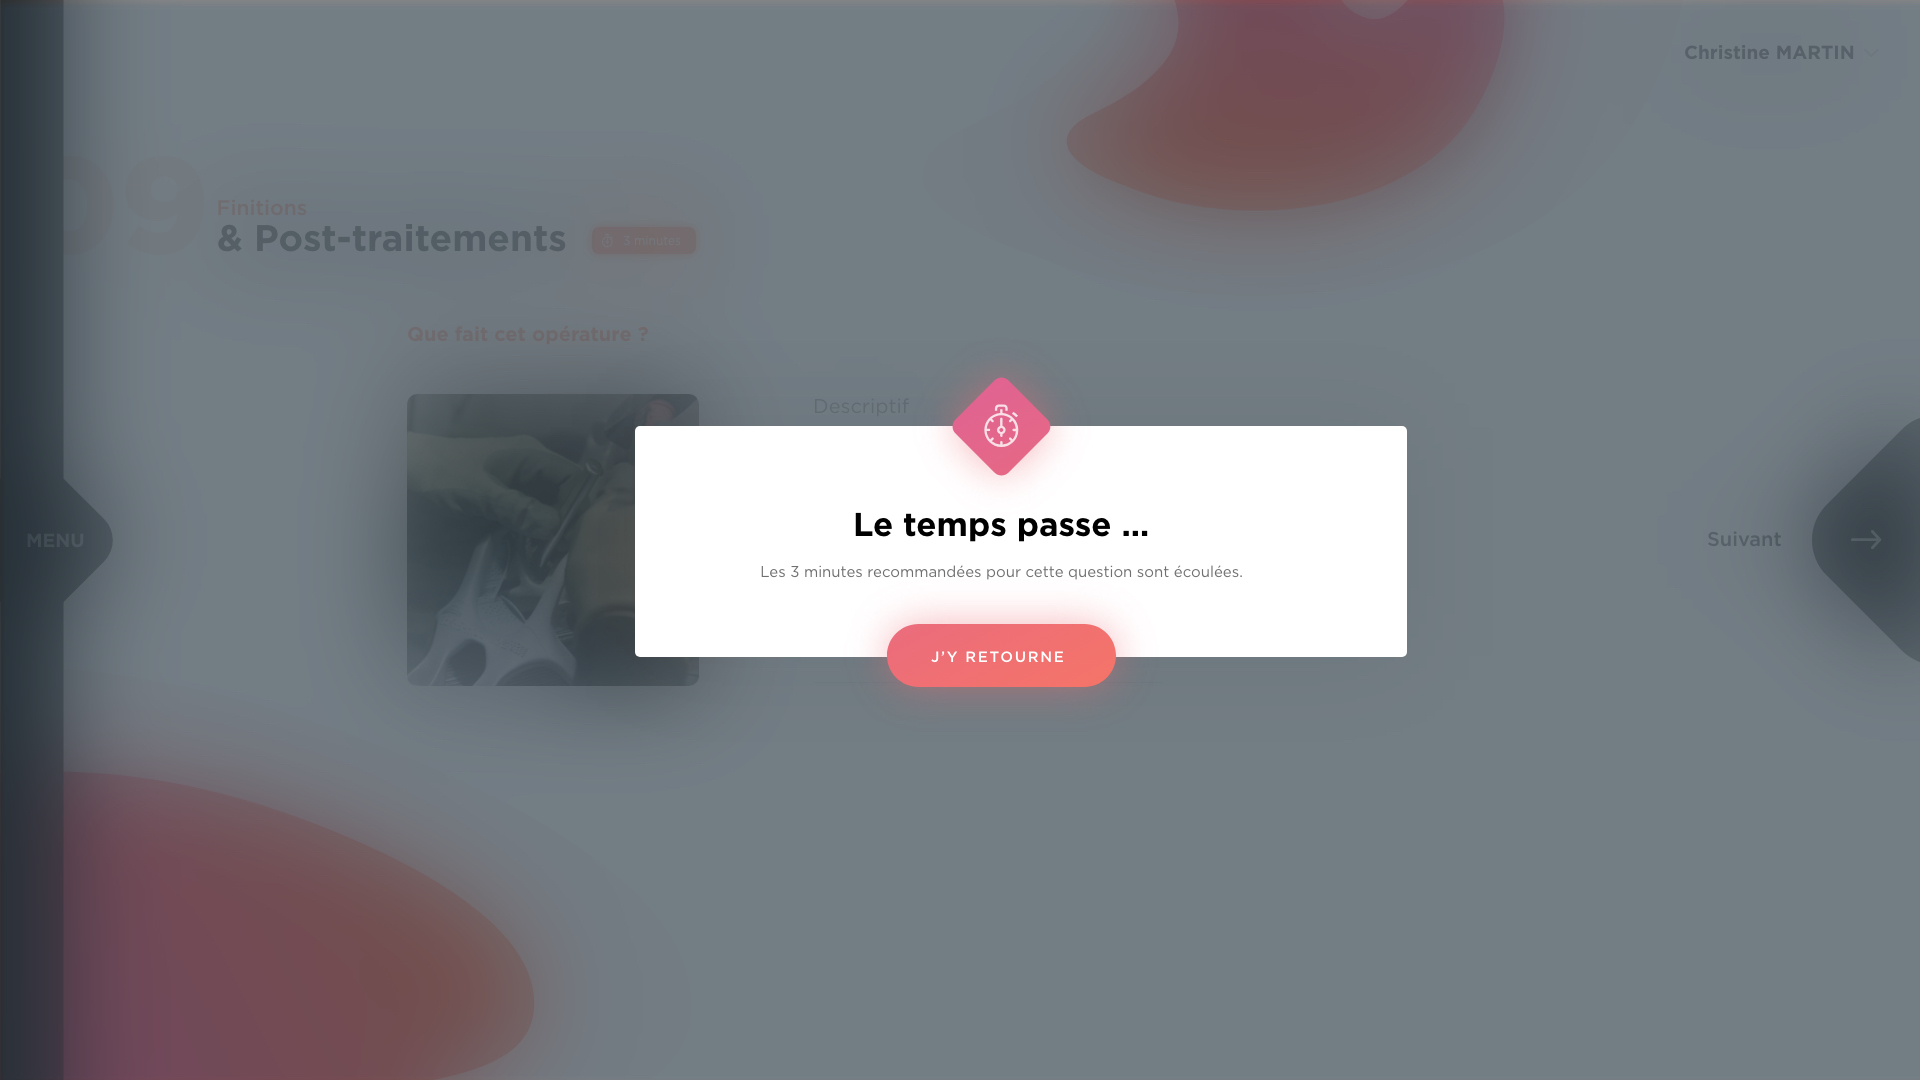 Christine MARTIN
09
Finitions
& Post-traitements
3 minutes
Que fait cet opérature ?
Descriptif
Le temps passe ...
Les 3 minutes recommandées pour cette question sont écoulées.
J'Y RETOURNE
MENU
Suivant